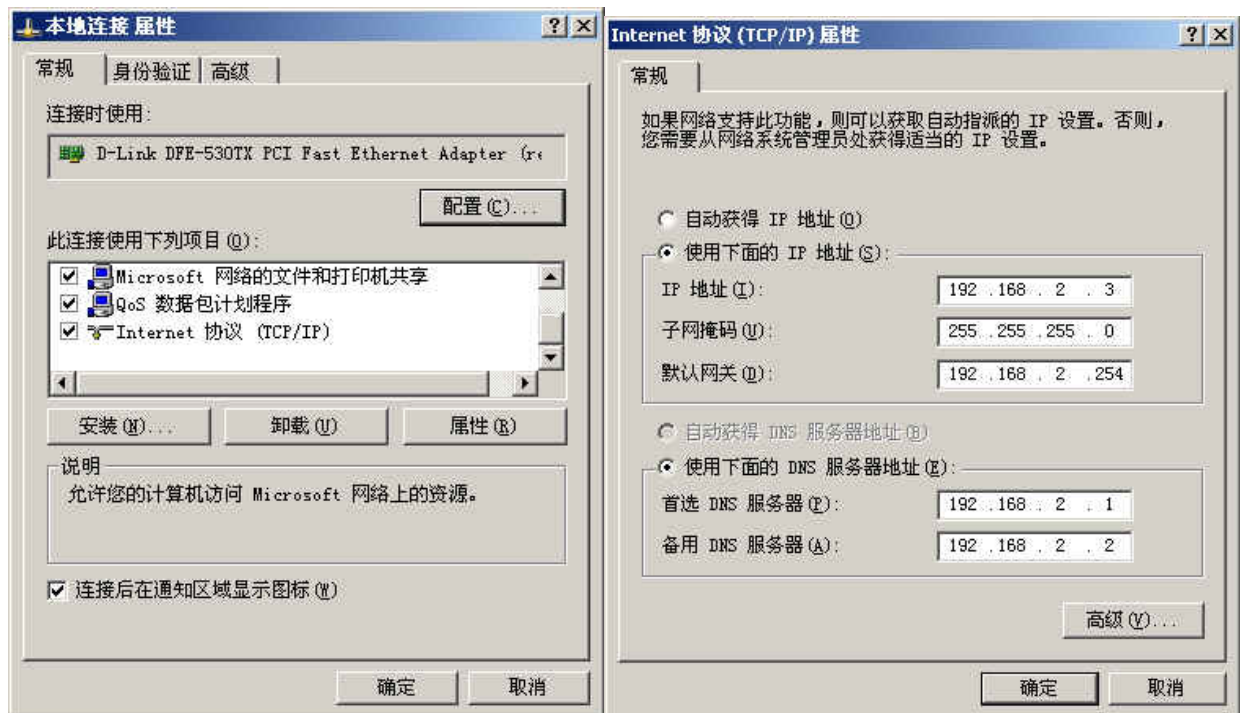 本地连接 属性
常规
身份验证
高级
连接时使用:
D-Link DFE-530TX PCI Fast Ethernet Adapter (re
配置(C)...
此连接使用下列项目(O):
Microsoft 网络的文件和打印机共享
QoS 数据包计划程序
Internet 协议 (TCP/IP)
安装(N)...
卸载(U)
属性(R)
说明
允许您的计算机访问 Microsoft 网络上的资源。
连接后在通知区域显示图标(W)
确定
取消
Internet 协议 (TCP/IP) 属性
常规
如果网络支持此功能，则可以获取自动指派的 IP 设置。否则，
您需要从网络系统管理员处获得适当的 IP 设置。
自动获得 IP 地址(O)
使用下面的 IP 地址(S):
IP 地址(I): 192 .168 . 2 . 3
子网掩码(U): 255 .255 .255 . 0
默认网关(D): 192 .168 . 2 .254
自动获得 DNS 服务器地址(B)
使用下面的 DNS 服务器地址(E):
首选 DNS 服务器(P): 192 .168 . 2 . 1
备用 DNS 服务器(A): 192 .168 . 2 . 2
高级(V)...
确定
取消